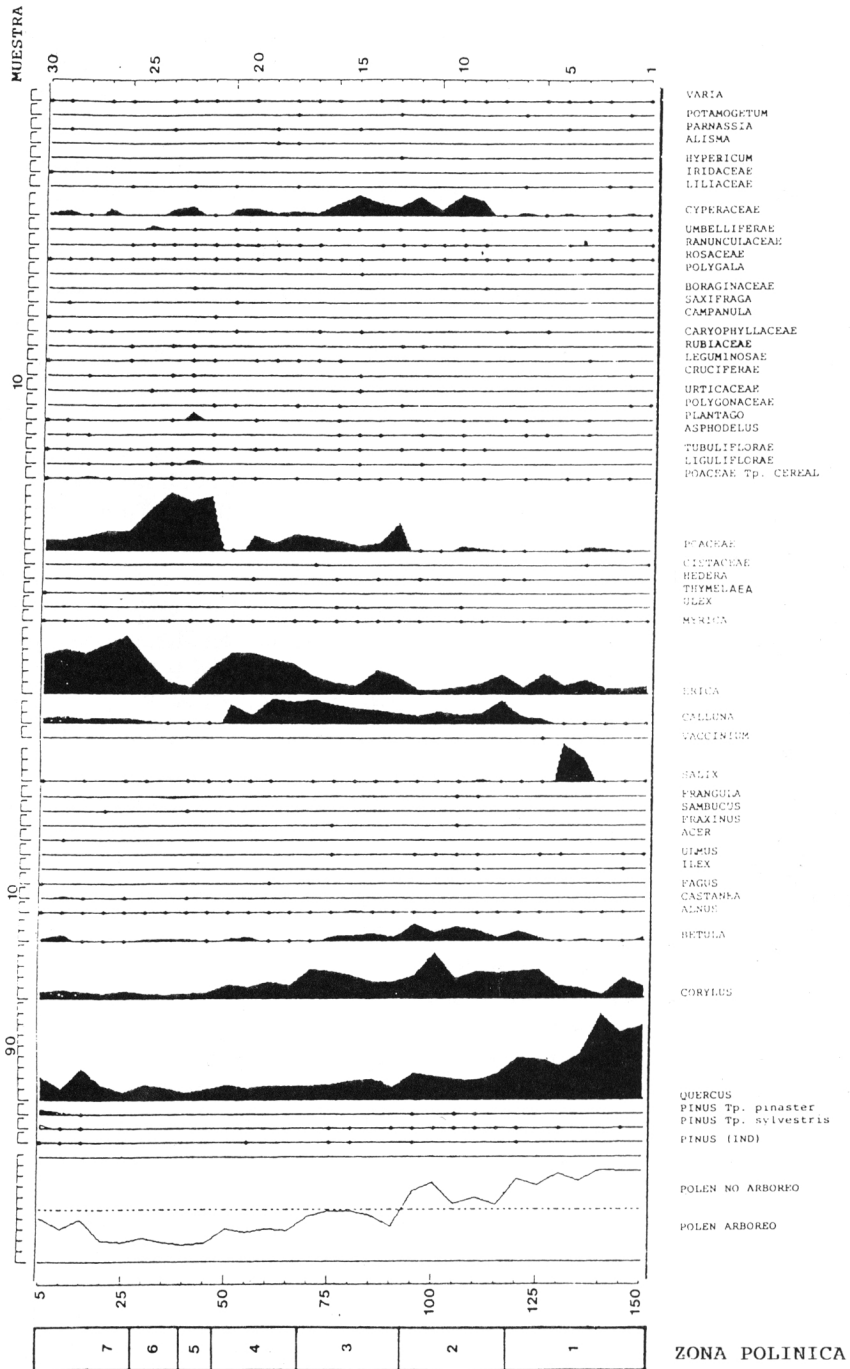 MUESTRA
30 25 20 15 10 5 1
VARIA
POTAMOGETUM
PARNASSIA
ALISMA
HYPERICUM
IRIDACEAE
LILIACEAE
CYPERACEAE
UMBELLIFERAE
RANUNCULACEAE
ROSACEAE
POLYGALA
BORAGINACEAE
SAXIFRAGA
CAMPANULA
CARYOPHYLLACEAE
RUBIACEAE
LEGUMINOSAE
CRUCIFERAE
URTICACEAE
POLYGONACEAE
PLANTAGO
ASPHODELUS
TUBULIFLORAE
LIGULIFLORAE
POACEAE Tp. CEREAL
POACEAE
CISTACEAE
HEDERA
THYMELAEA
ULEX
MYRICA
ERICA
CALLUNA
VACCINIUM
SALIX
FRANGULA
SAMBUCUS
FRAXINUS
ACER
ULMUS
ILEX
FAGUS
CASTANEA
ALNUS
BETULA
CORYLUS
QUERCUS
PINUS Tp. pinaster
PINUS Tp. sylvestris
PINUS (IND)
POLEN NO ARBOREO
POLEN ARBOREO
10
10
90
5 25 50 75 100 125 150
7 6 5 4 3 2 1
ZONA POLINICA